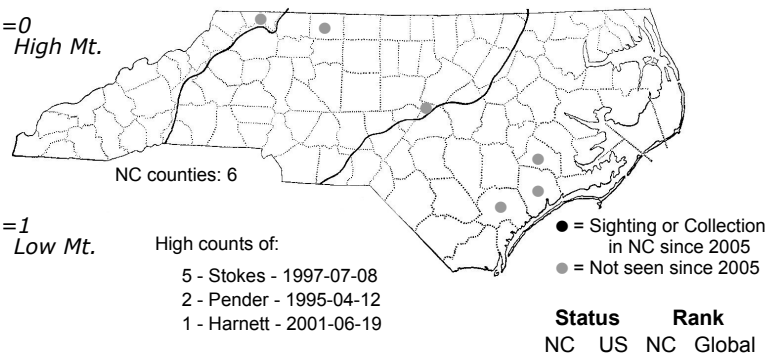 =0
High Mt.
NC counties: 6
=1
Low Mt.
High counts of:
5 - Stokes - 1997-07-08
2 - Pender - 1995-04-12
1 - Harnett - 2001-06-19
● = Sighting or Collection
in NC since 2005
● = Not seen since 2005
Status Rank
NC US NC Global